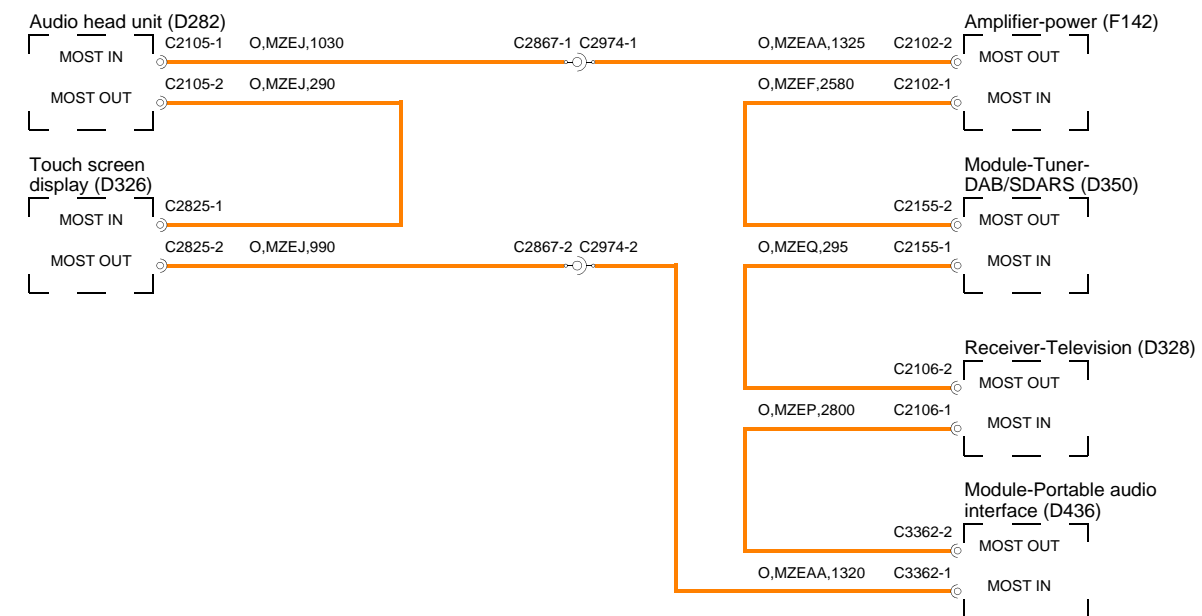 Audio head unit (D282)
MOST IN
C2105-1 O,MZEJ,1030 C2867-1 C2974-1 O,MZEAA,1325 C2102-2
Amplifier-power (F142)
MOST OUT
MOST OUT
C2105-2 O,MZEJ,290
O,MZEF,2580 C2102-1
MOST IN
Touch screen
display (D326)
MOST IN
C2825-1
Module-Tuner-
DAB/SDARS (D350)
C2155-2
MOST OUT
MOST OUT
C2825-2 O,MZEJ,990 C2867-2 C2974-2 O,MZEQ,295 C2155-1
MOST IN
Receiver-Television (D328)
C2106-2
MOST OUT
O,MZEP,2800 C2106-1
MOST IN
Module-Portable audio
interface (D436)
C3362-2
MOST OUT
O,MZEAA,1320 C3362-1
MOST IN